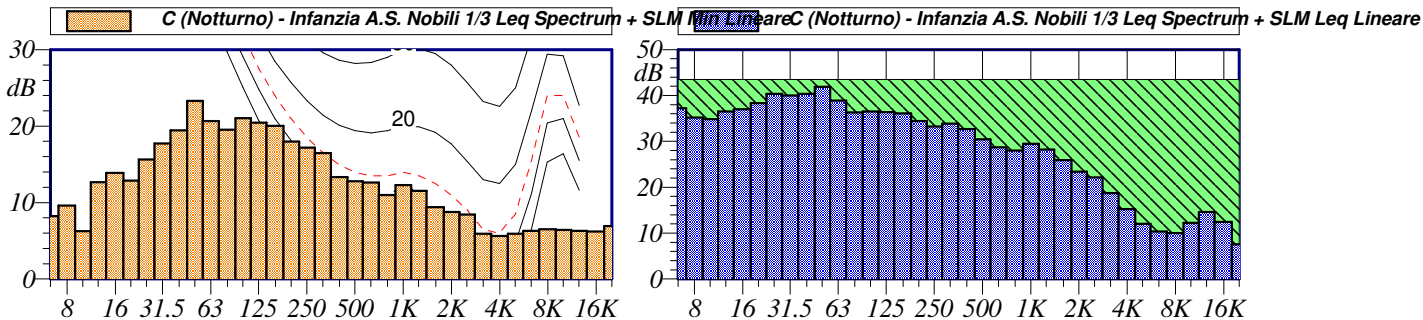 C (Notturno) - Infanzia A.S. Nobili 1/3 Leq Spectrum + SLM Min Lineare
C (Notturno) - Infanzia A.S. Nobili 1/3 Leq Spectrum + SLM Leq Lineare
30
dB
20
10
0
20
8 16 31.5 63 125 250 500 1K 2K 4K 8K 16K
50
dB
40
30
20
10
0
8 16 31.5 63 125 250 500 1K 2K 4K 8K 16K